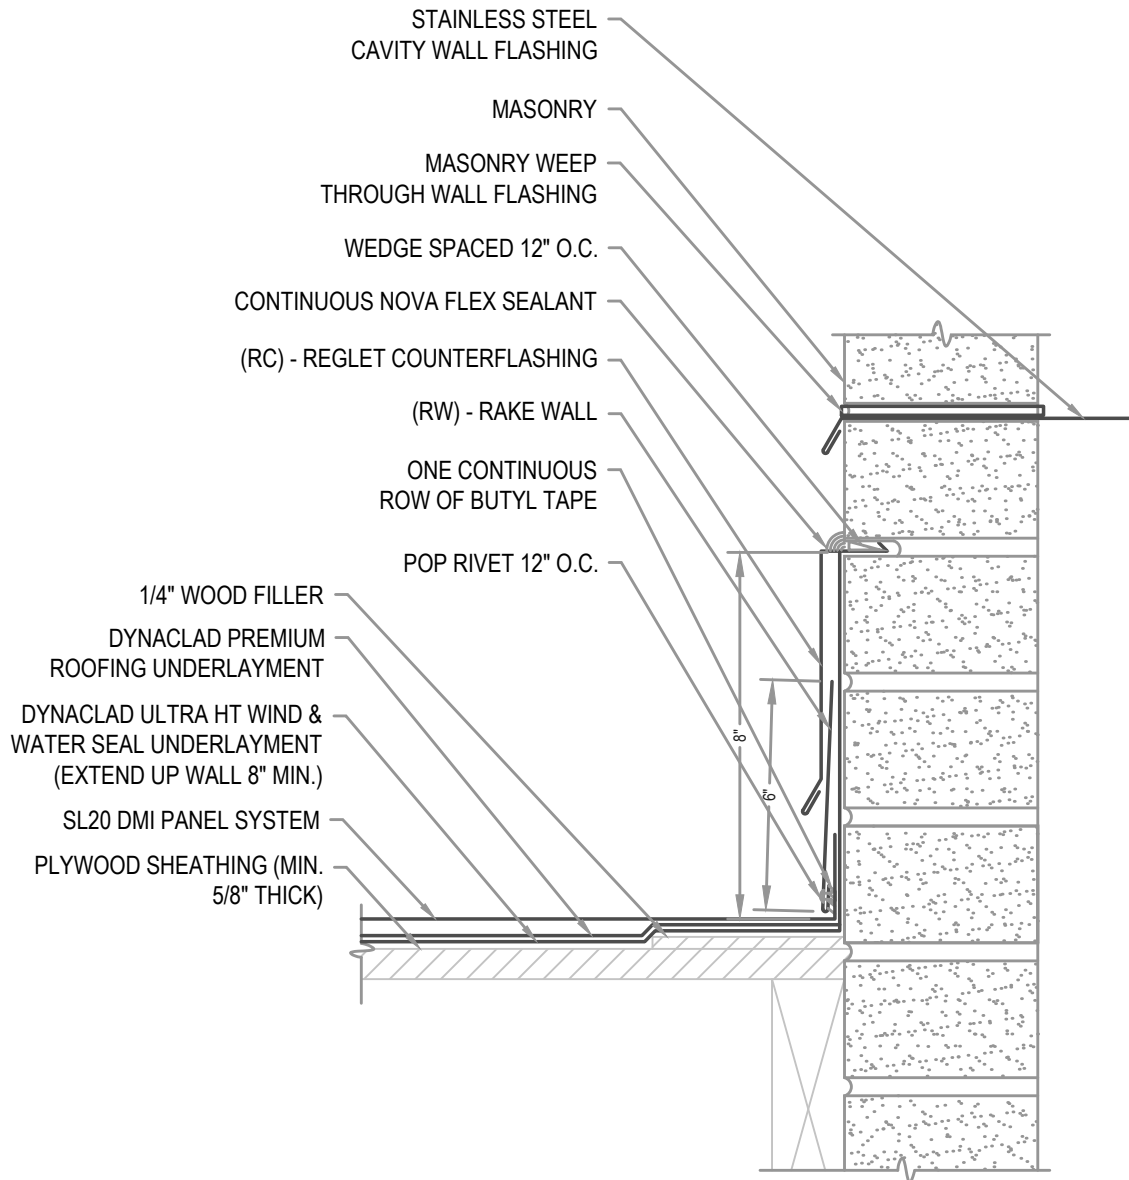 STAINLESS STEEL
CAVITY WALL FLASHING
MASONRY
MASONRY WEEP
THROUGH WALL FLASHING
WEDGE SPACED 12" O.C.
CONTINUOUS NOVA FLEX SEALANT
(RC) - REGLET COUNTERFLASHING
(RW) - RAKE WALL
ONE CONTINUOUS
ROW OF BUTYL TAPE
POP RIVET 12" O.C.
1/4" WOOD FILLER
DYNACLAD PREMIUM
ROOFING UNDERLAYMENT
DYNACLAD ULTRA HT WIND &
WATER SEAL UNDERLAYMENT
(EXTEND UP WALL 8" MIN.)
SL20 DMI PANEL SYSTEM
PLYWOOD SHEATHING (MIN.
5/8" THICK)
8"
6"